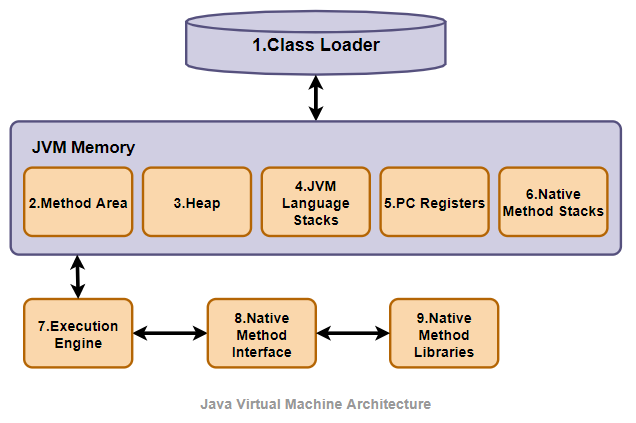 1.Class Loader
JVM Memory
2.Method Area
3.Heap
4.JVM
Language
Stacks
5.PC Registers
6.Native
Method Stacks
7.Execution
Engine
8.Native
Method
Interface
9.Native
Method
Libraries
Java Virtual Machine Architecture